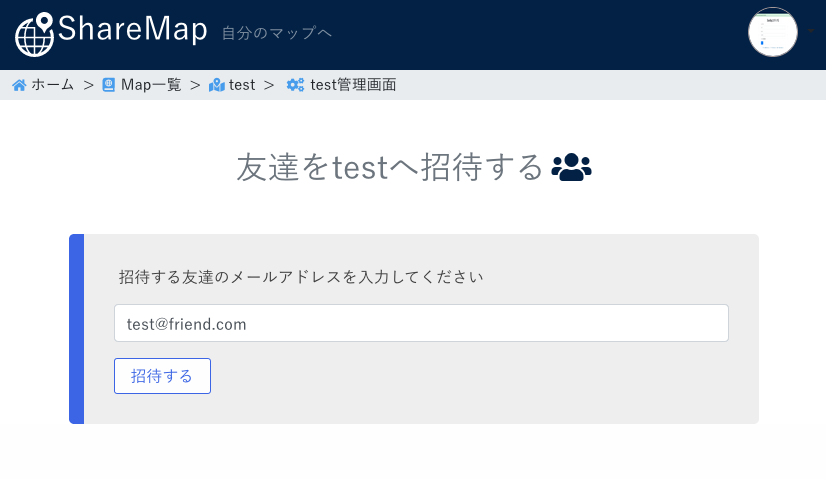 ShareMap 自分のマップへ
ホーム > Map一覧 > test > test管理画面
友達をtestへ招待する
招待する友達のメールアドレスを入力してください
test@friend.com
招待する